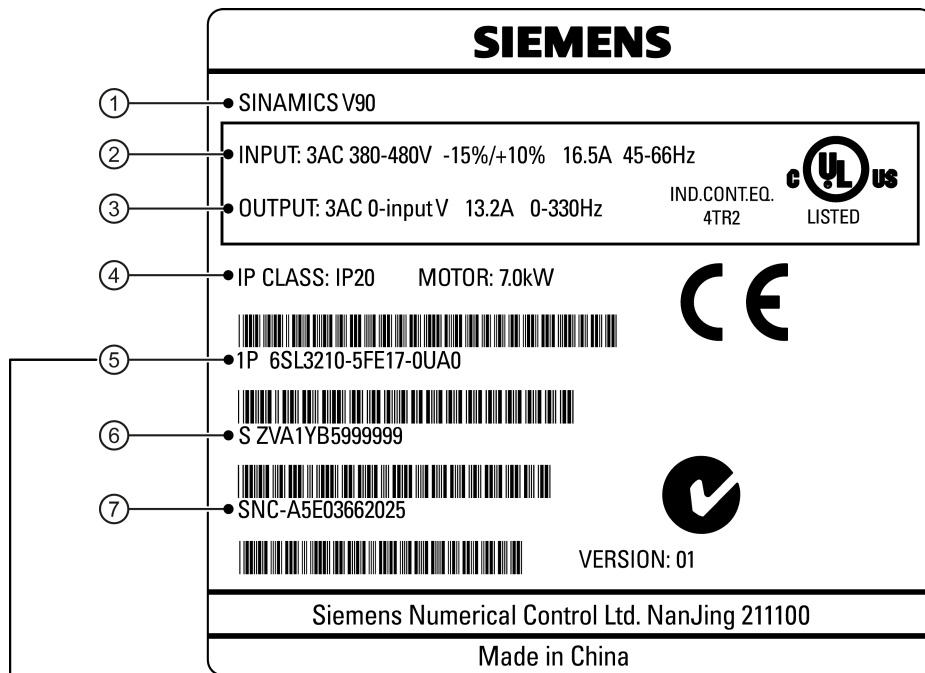 SIEMENS
1 SINAMICS V90
2 INPUT: 3AC 380-480V -15%/+10% 16.5A 45-66Hz
C UL US
LISTED
IND.CONT.EQ.
4TR2
3 OUTPUT: 3AC 0-input V 13.2A 0-330Hz
4 IP CLASS: IP20 MOTOR: 7.0kW
CE
5 1P 6SL3210-5FE17-0UA0
6 S ZVA1YB5999999
7 SNC-A5E03662025
VERSION: 01
Siemens Numerical Control Ltd. NanJing 211100
Made in China